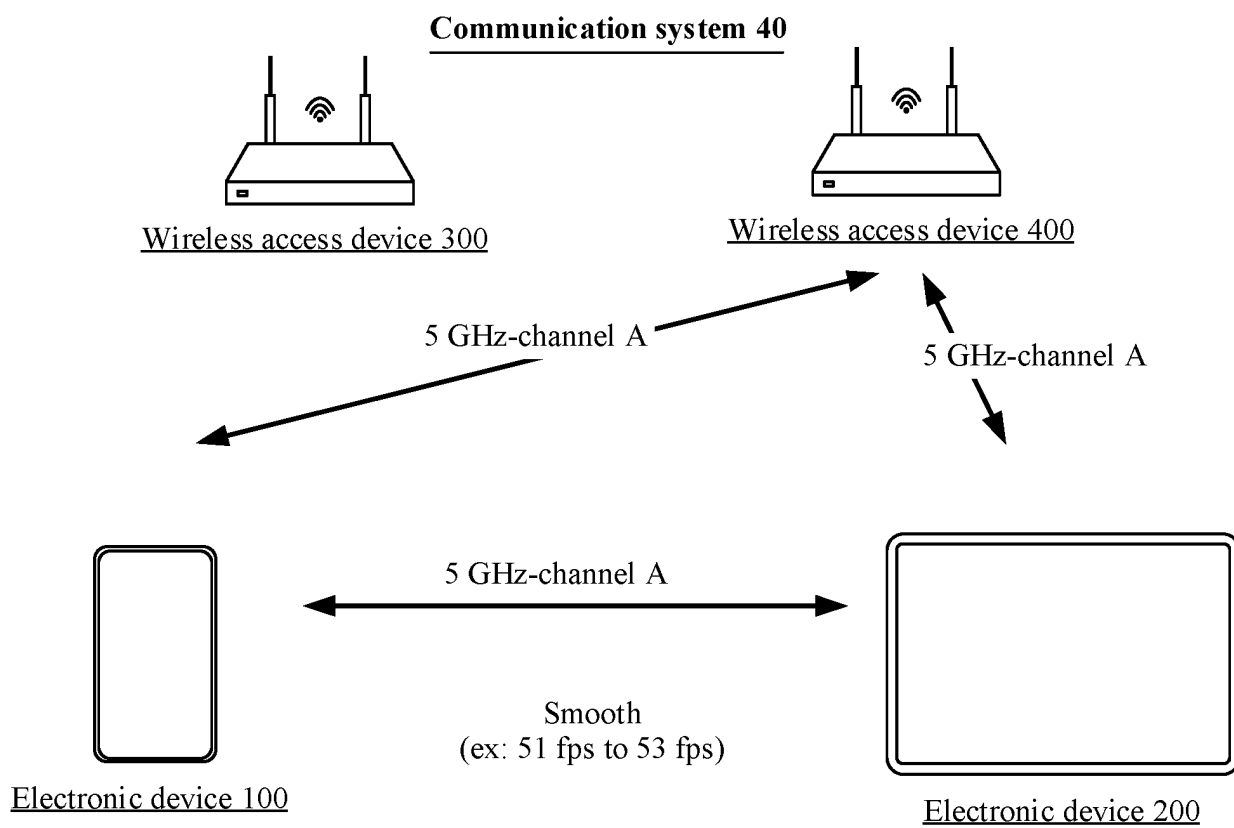 Communication system 40
Wireless access device 300
Wireless access device 400
5 GHz-channel A
5 GHz-channel A
5 GHz-channel A
Smooth
(ex: 51 fps to 53 fps)
Electronic device 100
Electronic device 200